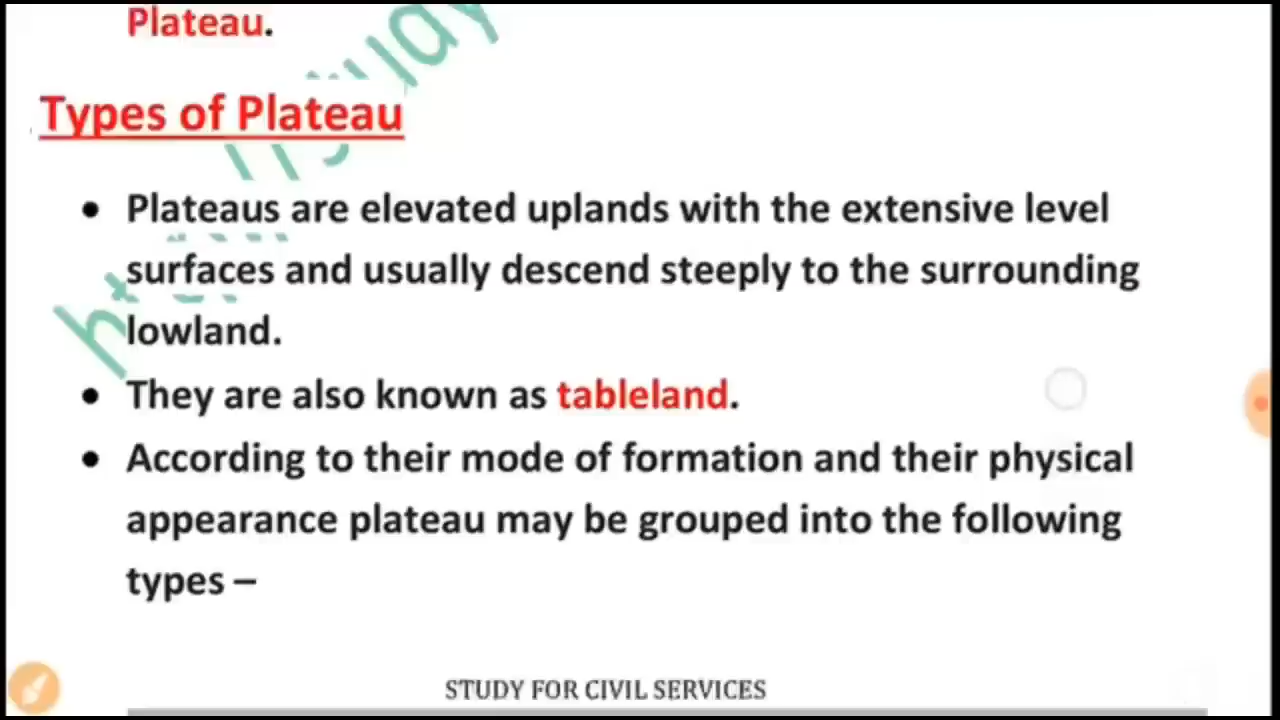 Plateau.
Types of Plateau
• Plateaus are elevated uplands with the extensive level
surfaces and usually descend steeply to the surrounding
lowland.
• They are also known as tableland.
• According to their mode of formation and their physical
appearance plateau may be grouped into the following
types –
STUDY FOR CIVIL SERVICES